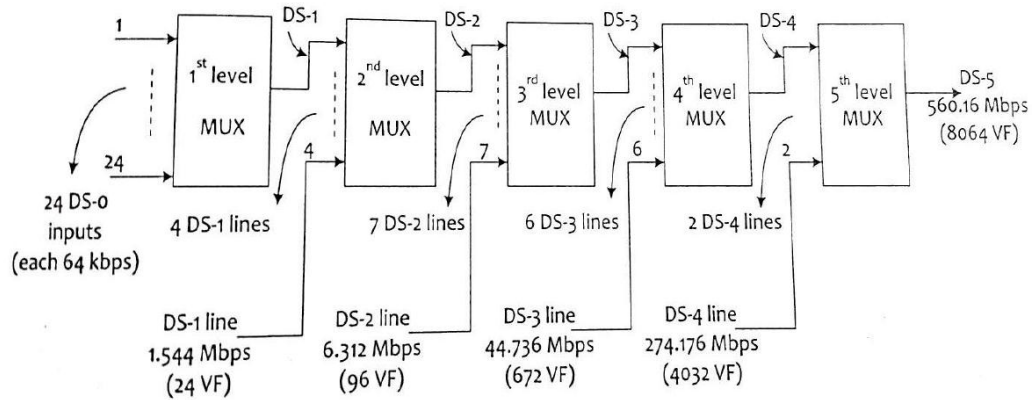 1
24
24 DS-0
inputs
(each 64 kbps)
1st level
MUX
DS-1
4
4 DS-1 lines
DS-1 line
1.544 Mbps
(24 VF)
2nd level
MUX
DS-2
7
7 DS-2 lines
DS-2 line
6.312 Mbps
(96 VF)
3rd level
MUX
DS-3
6
6 DS-3 lines
DS-3 line
44.736 Mbps
(672 VF)
4th level
MUX
DS-4
2
2 DS-4 lines
DS-4 line
274.176 Mbps
(4032 VF)
5th level
MUX
DS-5
560.16 Mbps
(8064 VF)